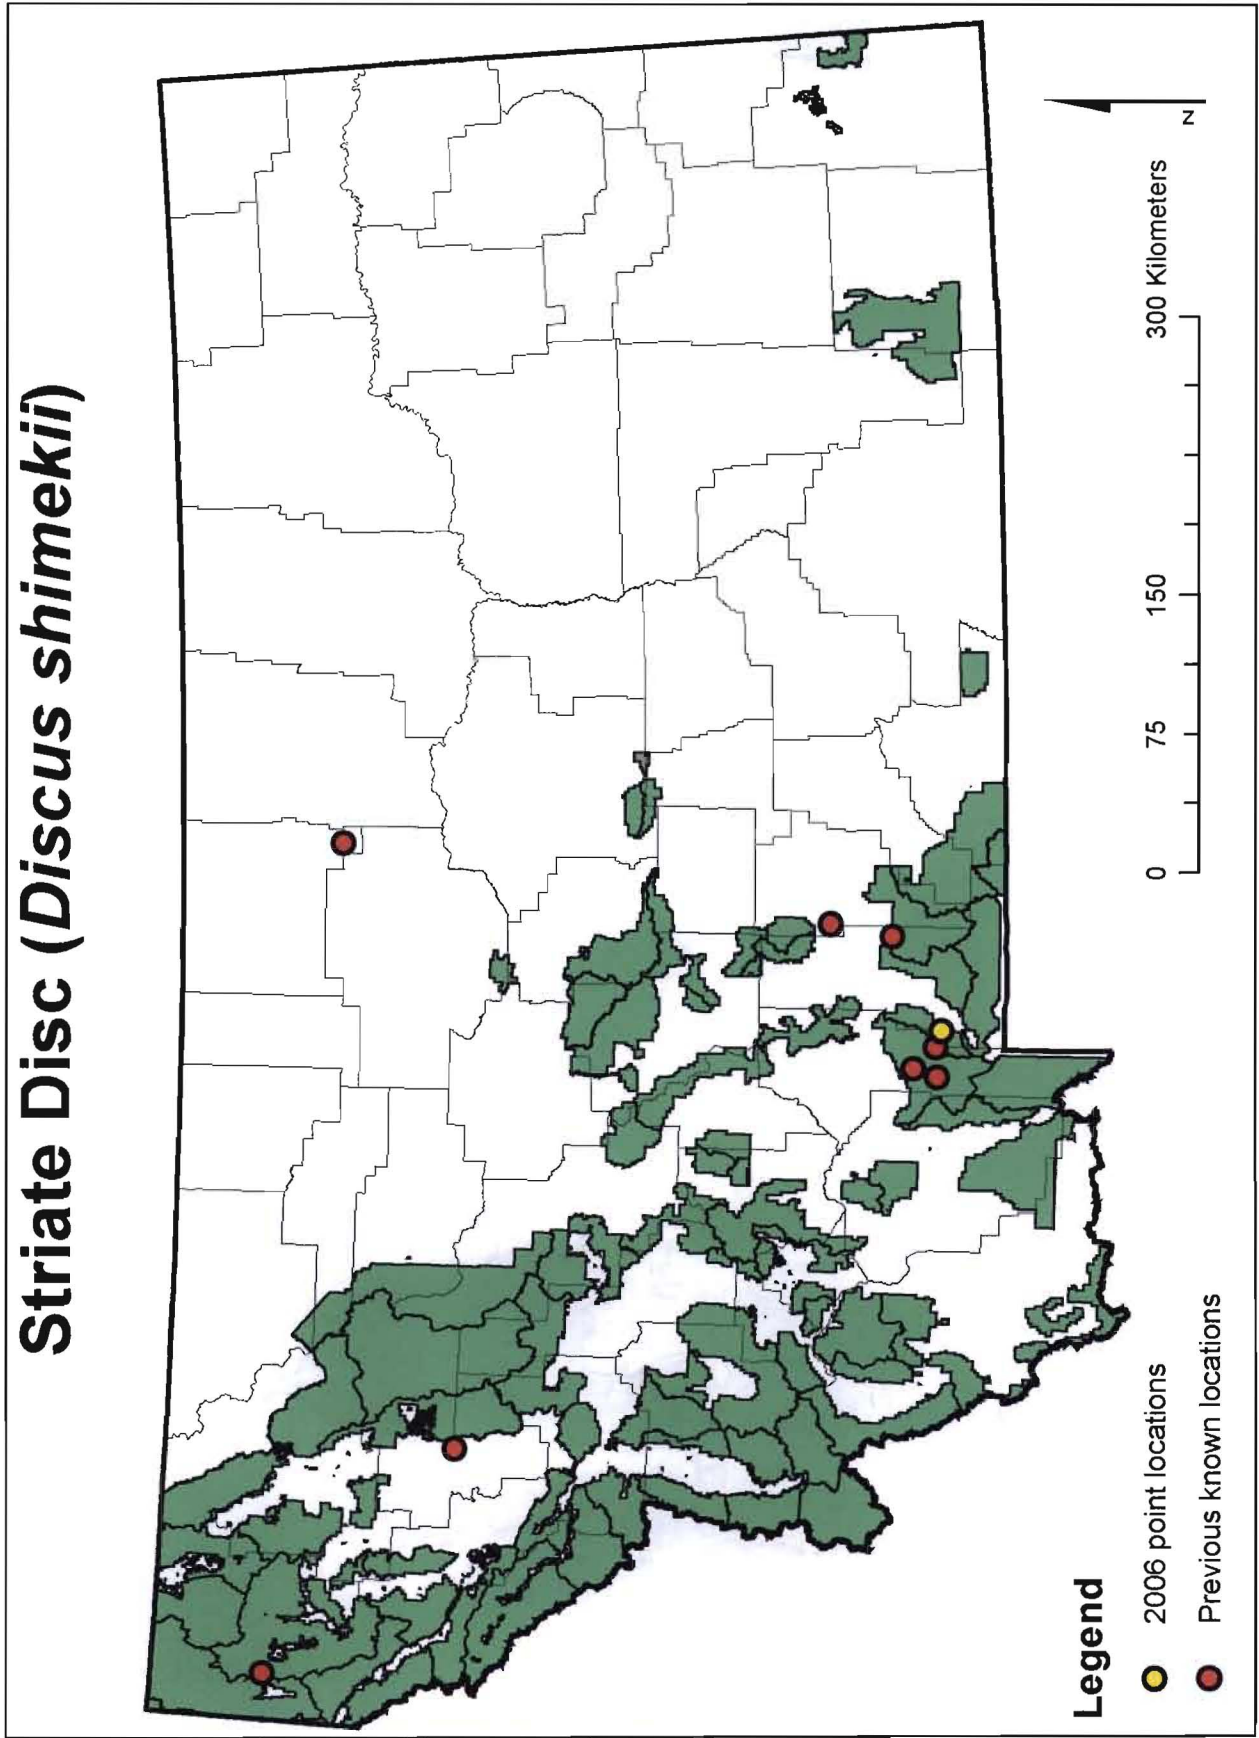 Striate Disc (Discus shimekii)
N
0 75 150 300 Kilometers
Legend
2006 point locations
Previous known locations